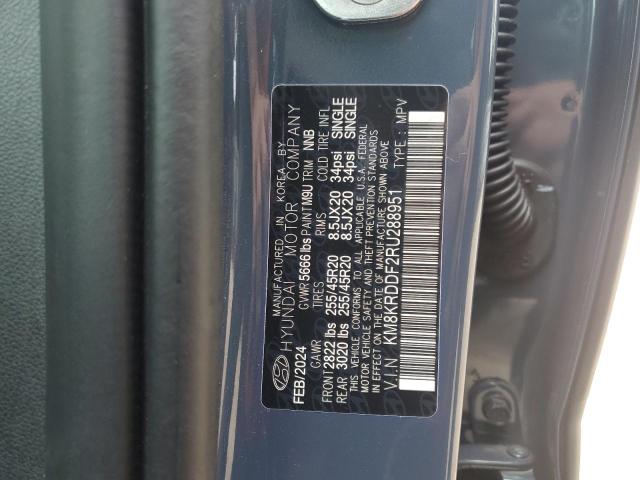 MANUFACTURED IN KOREA BY
HYUNDAI MOTOR COMPANY
FEB/2024 GVWR 5666 lbs PAINT M9U TRIM NNB
GAWR TIRES RIMS COLD TIRE INFL
FRONT 2822 lbs 255/45R20 8.5JX20 34psi SINGLE
REAR 3020 lbs 255/45R20 8.5JX20 34psi SINGLE
THIS VEHICLE CONFORMS TO ALL APPLICABLE U.S.A. FEDERAL
MOTOR VEHICLE SAFETY AND THEFT PREVENTION STANDARDS
IN EFFECT ON THE DATE OF MANUFACTURE SHOWN ABOVE
V.I.N KM8KRDDF2RU288951 TYPE : MPV